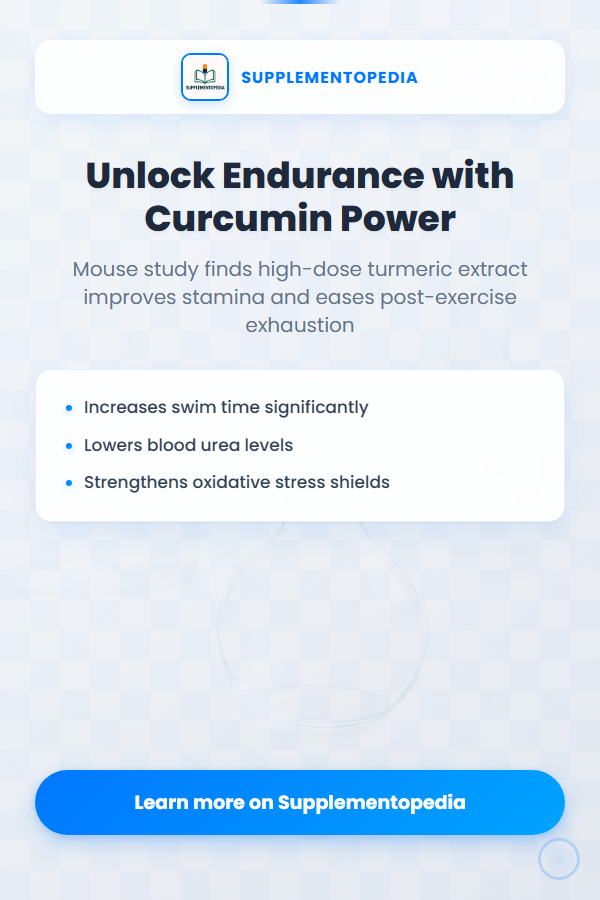 SUPPLEMENTOPEDIA
SUPPLEMENTOPEDIA
Unlock Endurance with
Curcumin Power
Mouse study finds high-dose turmeric extract
improves stamina and eases post-exercise
exhaustion
Increases swim time significantly
Lowers blood urea levels
Strengthens oxidative stress shields
Learn more on Supplementopedia